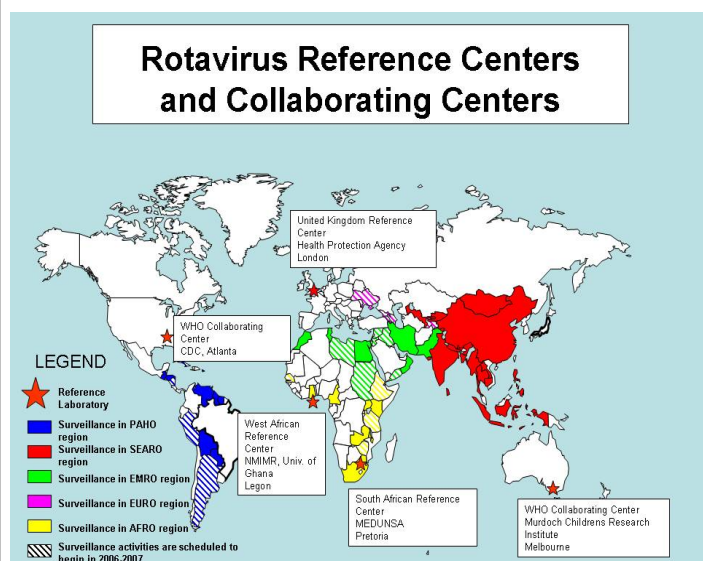 Rotavirus Reference Centers
and Collaborating Centers
United Kingdom Reference
Center
Health Protection Agency
London
WHO Collaborating
Center
CDC, Atlanta
LEGEND
Reference
Laboratory
Surveillance in PAHO
region
Surveillance in SEARO
region
Surveillance in EMRO region
Surveillance in EURO region
Surveillance in AFRO region
Surveillance activities are scheduled to
begin in 2006-2007
West African
Reference
Center
NMIMR, Univ. of
Ghana
Legon
South African Reference
Center
MEDUNSA
Pretoria
WHO Collaborating Center
Murdoch Childrens Research
Institute
Melbourne